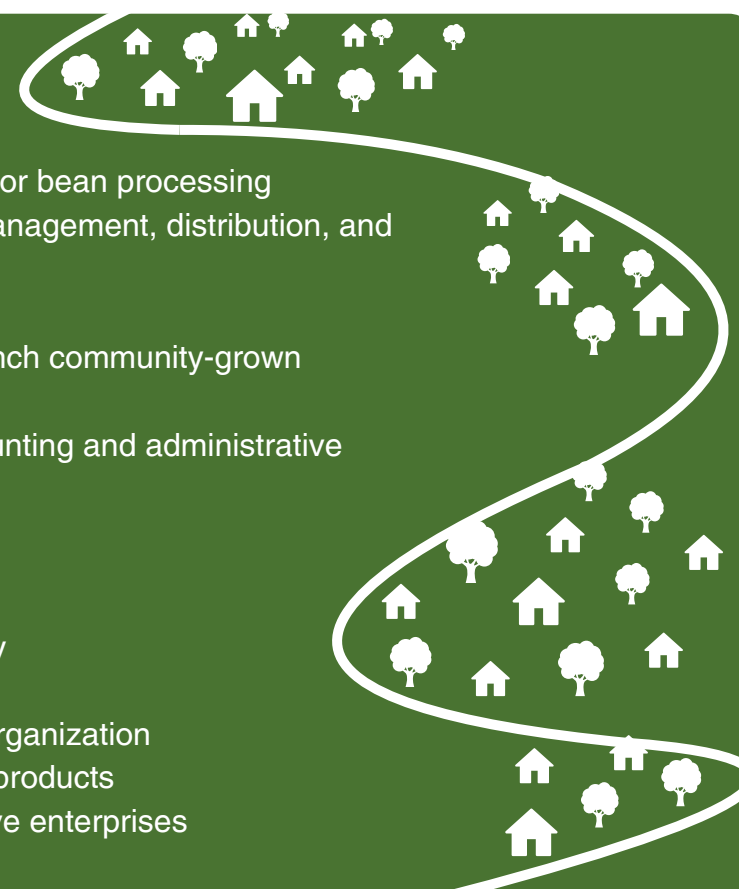 or bean processing
anagement, distribution, and
nch community-grown
unting and administrative
y
rganization
products
ve enterprises